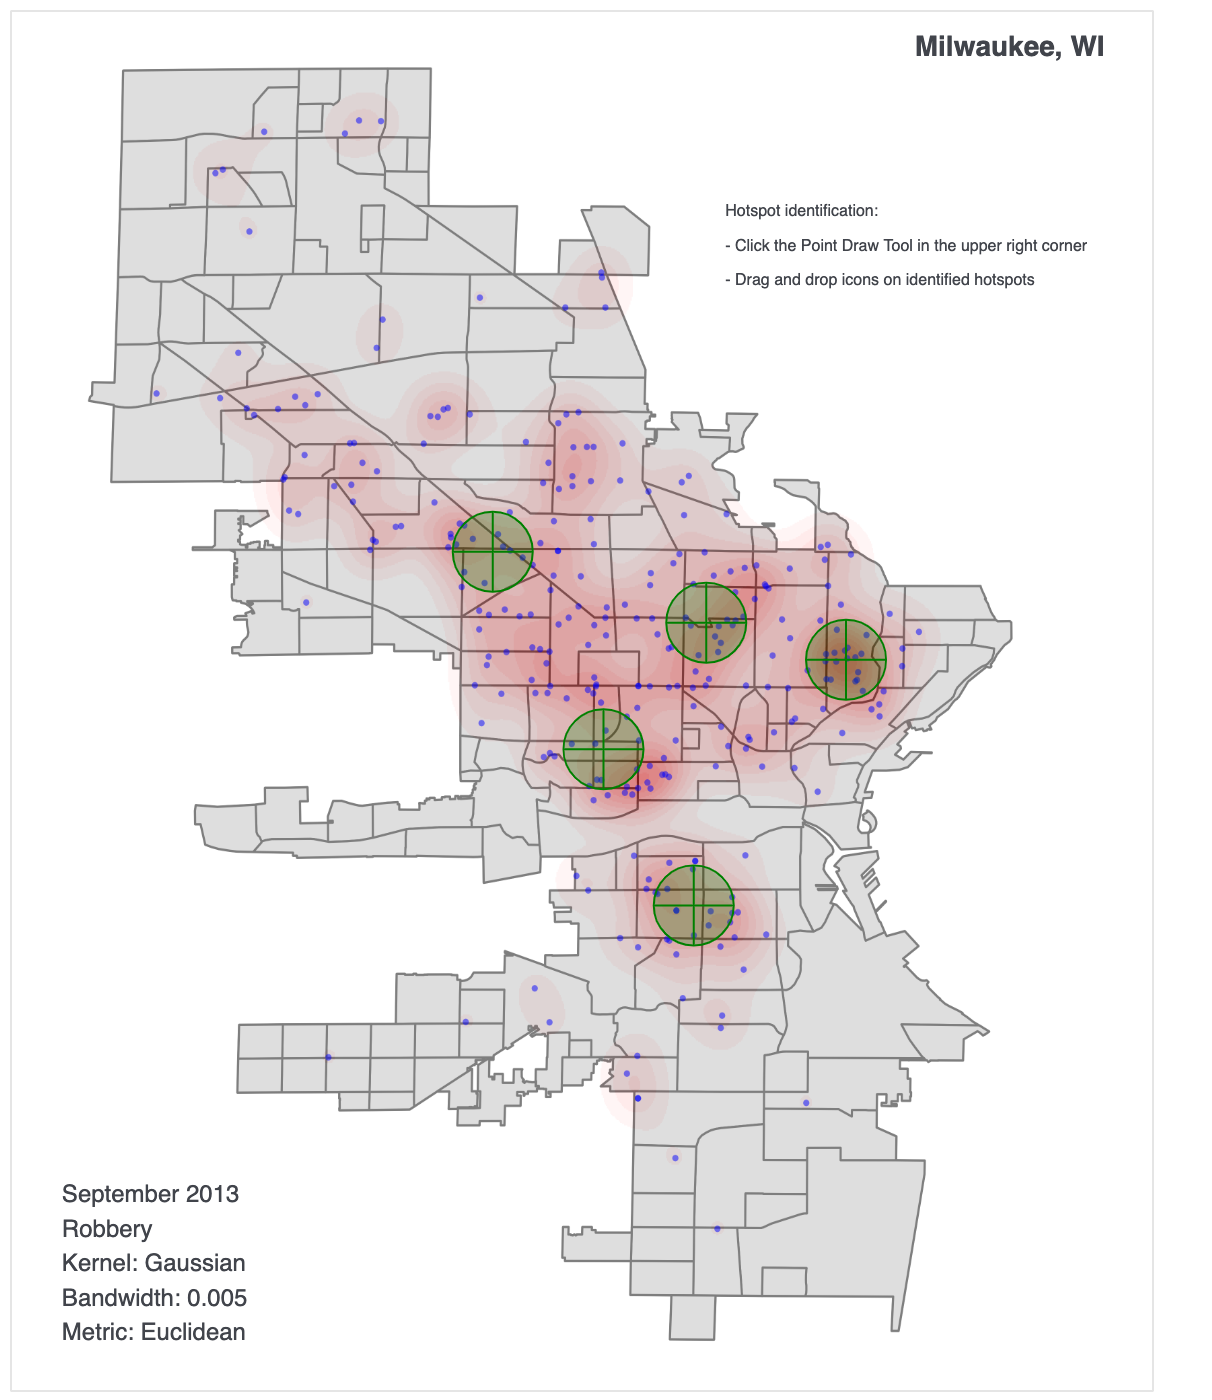 Milwaukee, WI
Hotspot identification:
- Click the Point Draw Tool in the upper right corner
- Drag and drop icons on identified hotspots
September 2013
Robbery
Kernel: Gaussian
Bandwidth: 0.005
Metric: Euclidean